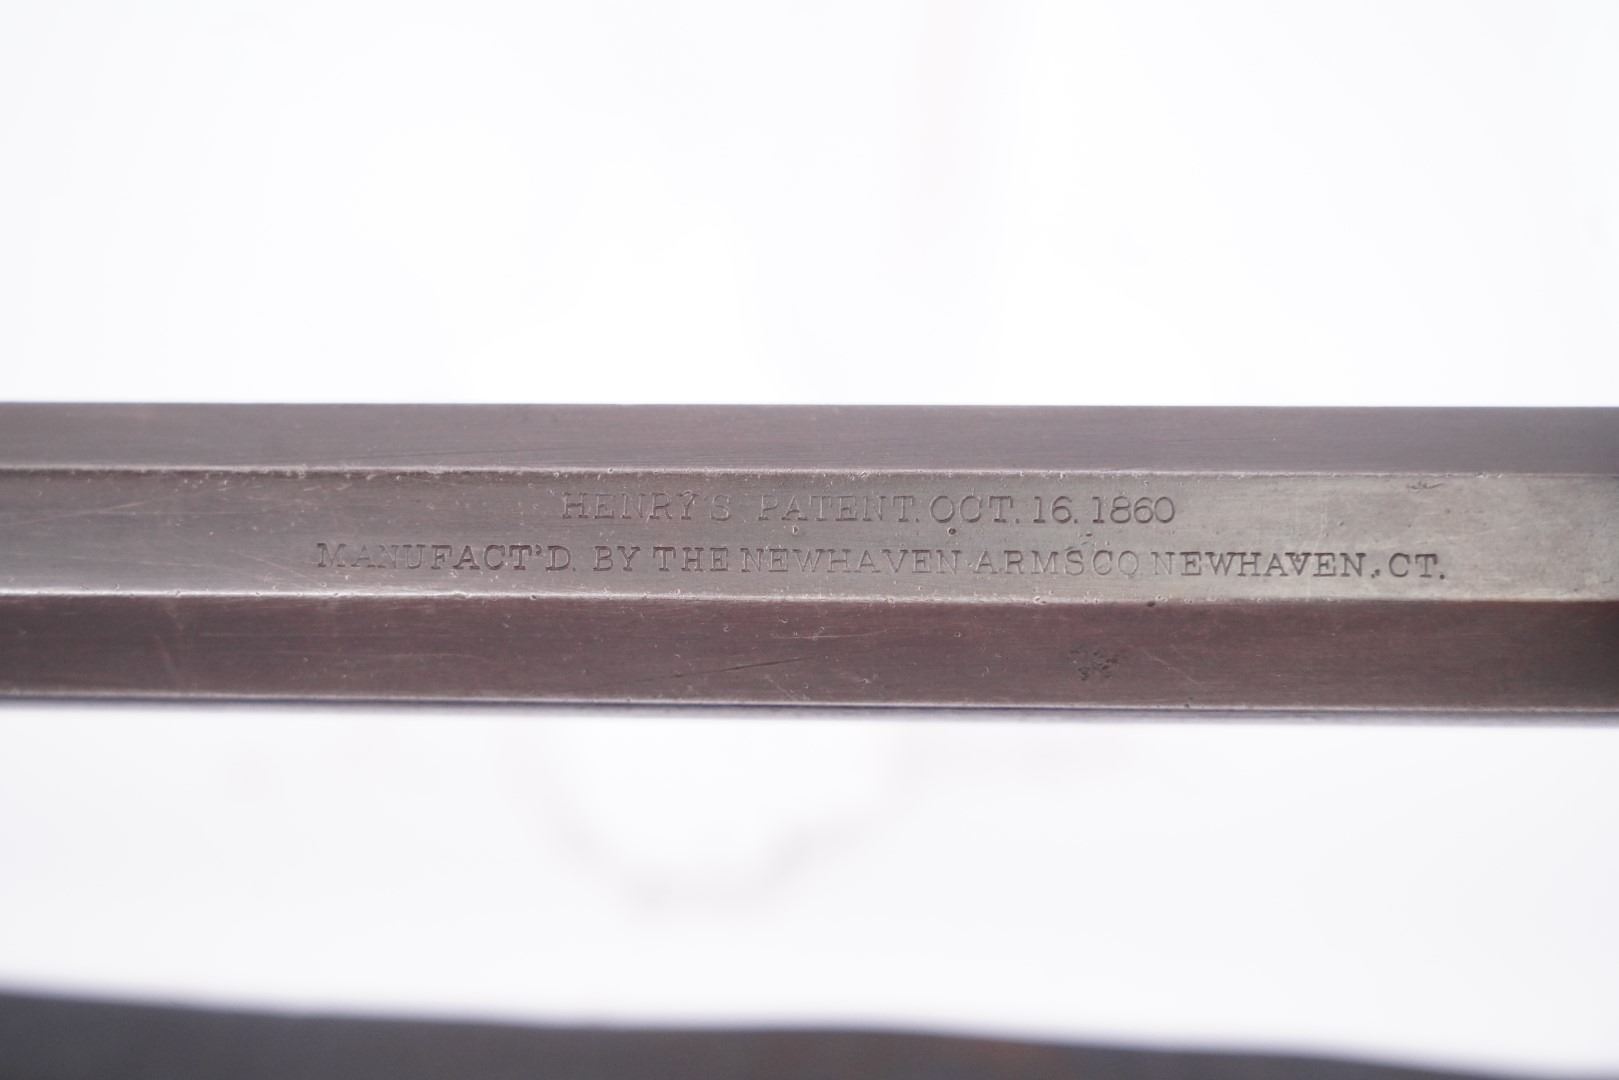 HENRY'S PATENT. OCT. 16. 1860
MANUFACT'D. BY THE NEWHAVEN ARMS CO NEWHAVEN. CT.